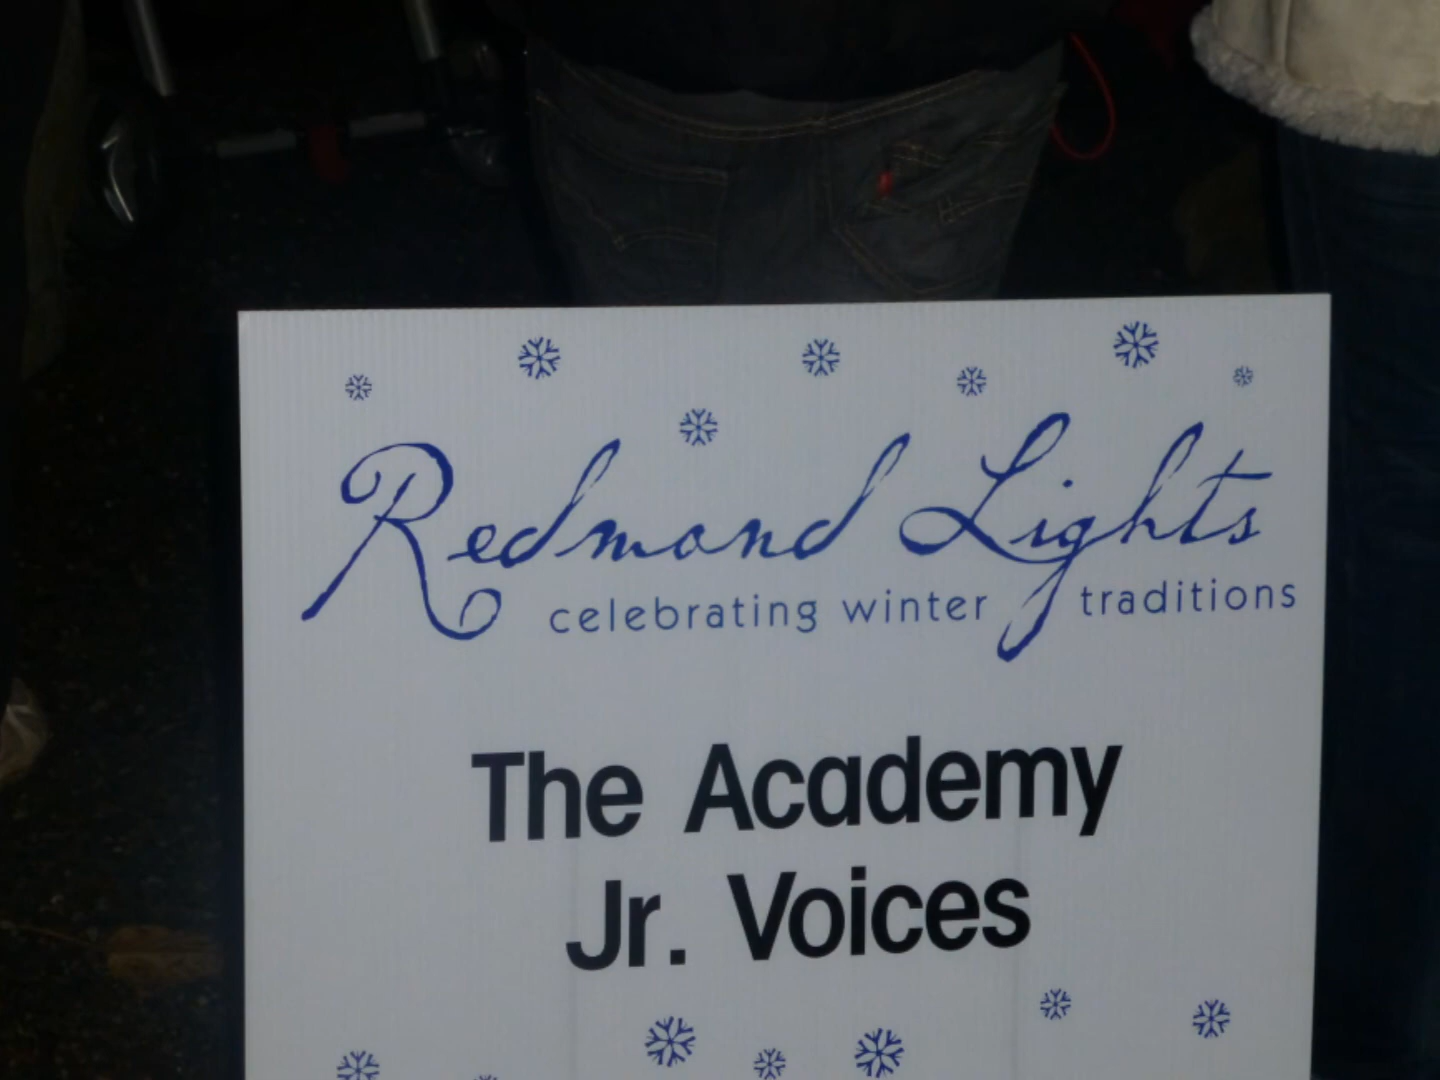 Redmond Lights
celebrating winter traditions
The Academy
Jr. Voices